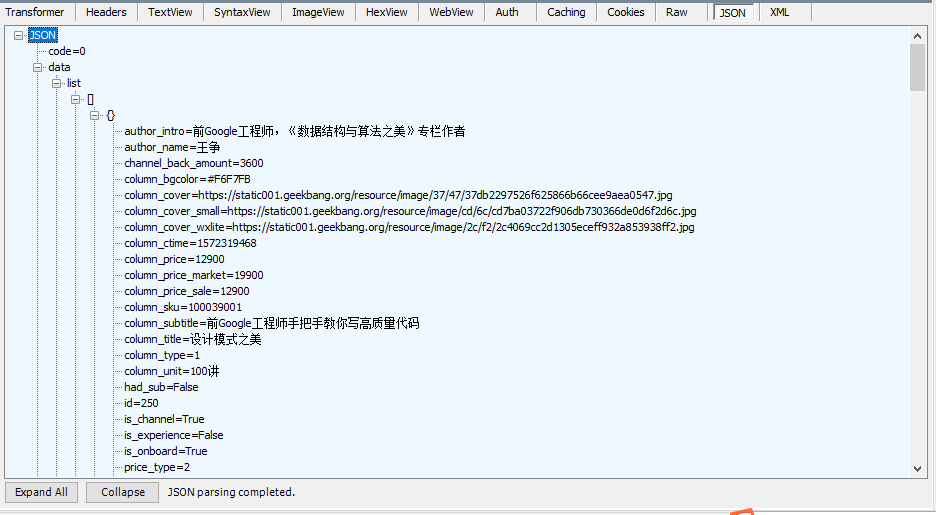 Transformer Headers TextView SyntaxView ImageView HexView WebView Auth Caching Cookies Raw JSON XML
JSON
code=0
data
list
[]
{}
author_intro=前Google工程师，《数据结构与算法之美》专栏作者
author_name=王争
channel_back_amount=3600
column_bgcolor=#F6F7FB
column_cover=https://static001.geekbang.org/resource/image/37/47/37db2297526f625866b66cee9aea0547.jpg
column_cover_small=https://static001.geekbang.org/resource/image/cd/6c/cd7ba03722f906db730366de0d6f2d6c.jpg
column_cover_wxlite=https://static001.geekbang.org/resource/image/2c/f2/2c4069cc2d1305eceff932a853938ff2.jpg
column_ctime=1572319468
column_price=12900
column_price_market=19900
column_price_sale=12900
column_sku=100039001
column_subtitle=前Google工程师手把手教你写高质量代码
column_title=设计模式之美
column_type=1
column_unit=100讲
had_sub=False
id=250
is_channel=True
is_experience=False
is_onboard=True
price_type=2
Expand All Collapse JSON parsing completed.